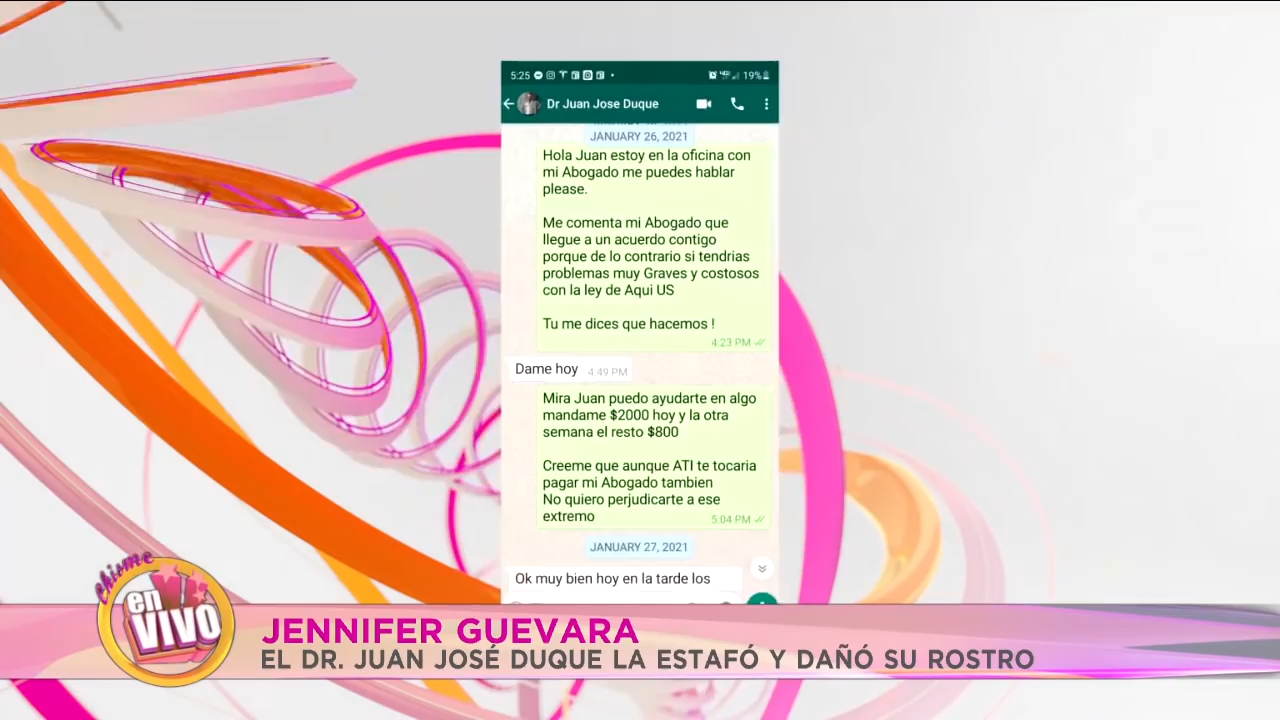 5:25
19%
Dr Juan Jose Duque
JANUARY 26, 2021
Hola Juan estoy en la oficina con
mi Abogado me puedes hablar
please.
Me comenta mi Abogado que
llegue a un acuerdo contigo
porque de lo contrario si tendrias
problemas muy Graves y costosos
con la ley de Aqui US
Tu me dices que hacemos !
4:23 PM
Dame hoy 4:49 PM
Mira Juan puedo ayudarte en algo
mandame $2000 hoy y la otra
semana el resto $800
Creeme que aunque ATI te tocaria
pagar mi Abogado tambien
No quiero perjudicarte a ese
extremo 5:04 PM
JANUARY 27, 2021
Ok muy bien hoy en la tarde los
chisme
en
VIVO
JENNIFER GUEVARA
EL DR. JUAN JOSÉ DUQUE LA ESTAFÓ Y DAÑÓ SU ROSTRO